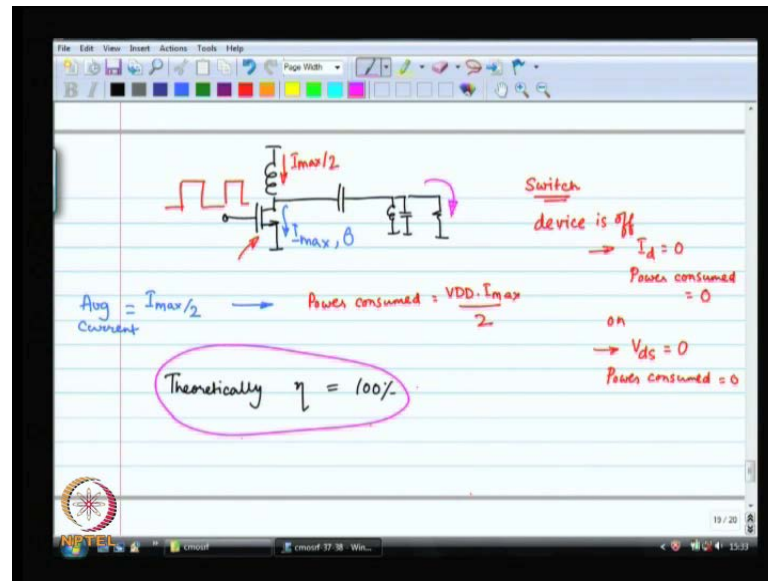 File Edit View Insert Actions Tools Help
Page Width
B I
Imax/2
Switch
device is off
→ Id = 0
Power consumed
= 0
on
→ Vds = 0
Power consumed = 0
Imax, 0
Avg = Imax/2 → Power consumed = VDD. Imax
Current
2
Theoretically η = 100%
19 / 20
NPTEL
cmosrf
cmosrf-37-38 - Win...
15:33